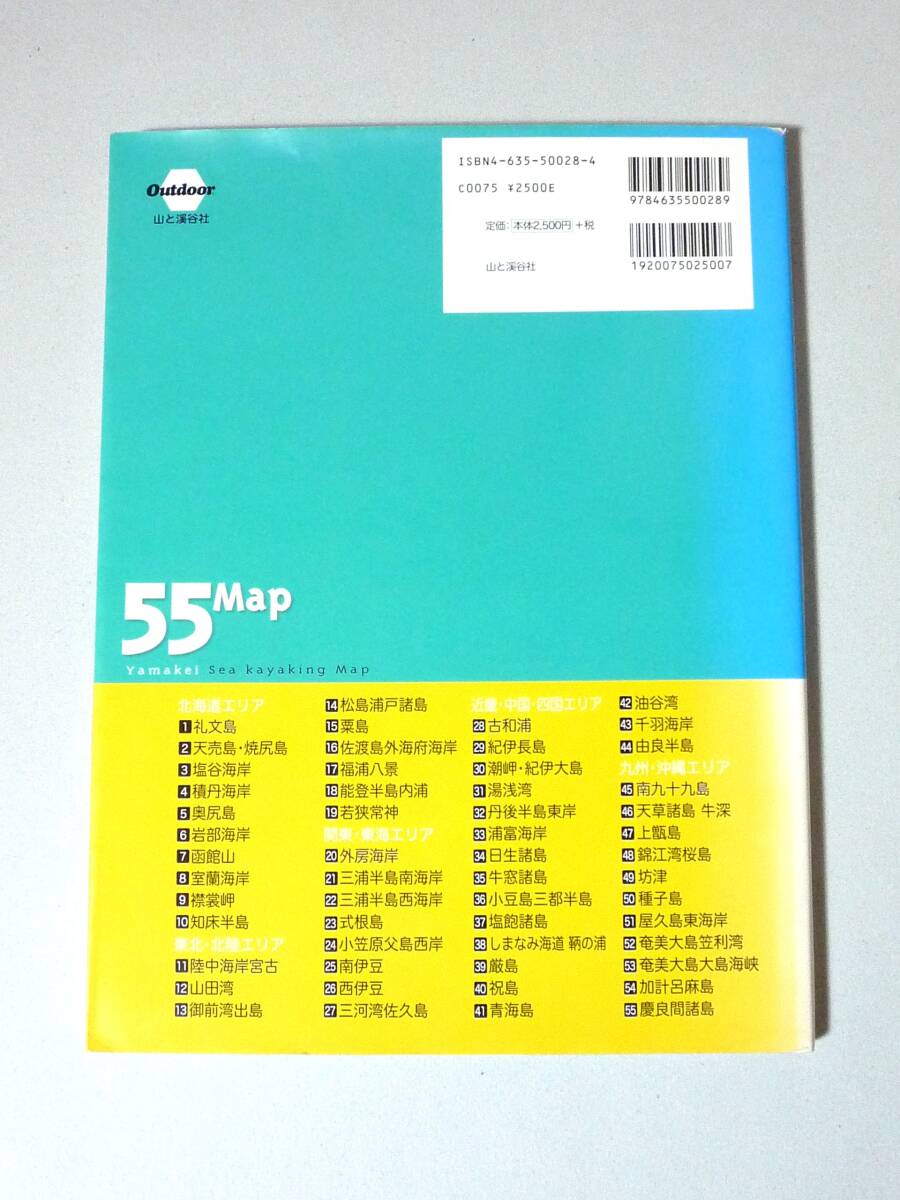 Outdoor
山と溪谷社
ISBN4-635-50028-4
C0075 ¥2500E
定価: 本体2,500円 +税
山と溪谷社
9784635500289
1920075025007
55Map
Yamakei Sea kayaking Map
北海道エリア
1 礼文島
2 天売島・焼尻島
3 塩谷海岸
4 積丹海岸
5 奥尻島
6 岩部海岸
7 函館山
8 室蘭海岸
9 襟裳岬
10 知床半島
東北・北陸エリア
11 陸中海岸宮古
12 山田湾
13 御前湾出島
14 松島浦戸諸島
15 粟島
16 佐渡島外海府海岸
17 福浦八景
18 能登半島内浦
19 若狭常神
関東・東海エリア
20 外房海岸
21 三浦半島南海岸
22 三浦半島西海岸
23 式根島
24 小笠原父島西岸
25 南伊豆
26 西伊豆
27 三河湾佐久島
近畿・中国・四国エリア
28 古和浦
29 紀伊長島
30 潮岬・紀伊大島
31 湯浅湾
32 丹後半島東岸
33 浦富海岸
34 日生諸島
35 牛窓諸島
36 小豆島三都半島
37 塩飽諸島
38 しまなみ海道 鞆の浦
39 厳島
40 祝島
41 青海島
42 油谷湾
43 千羽海岸
44 由良半島
九州・沖縄エリア
45 南九十九島
46 天草諸島 牛深
47 上甑島
48 錦江湾桜島
49 坊津
50 種子島
51 屋久島東海岸
52 奄美大島笠利湾
53 奄美大島大島海峡
54 加計呂麻島
55 慶良間諸島